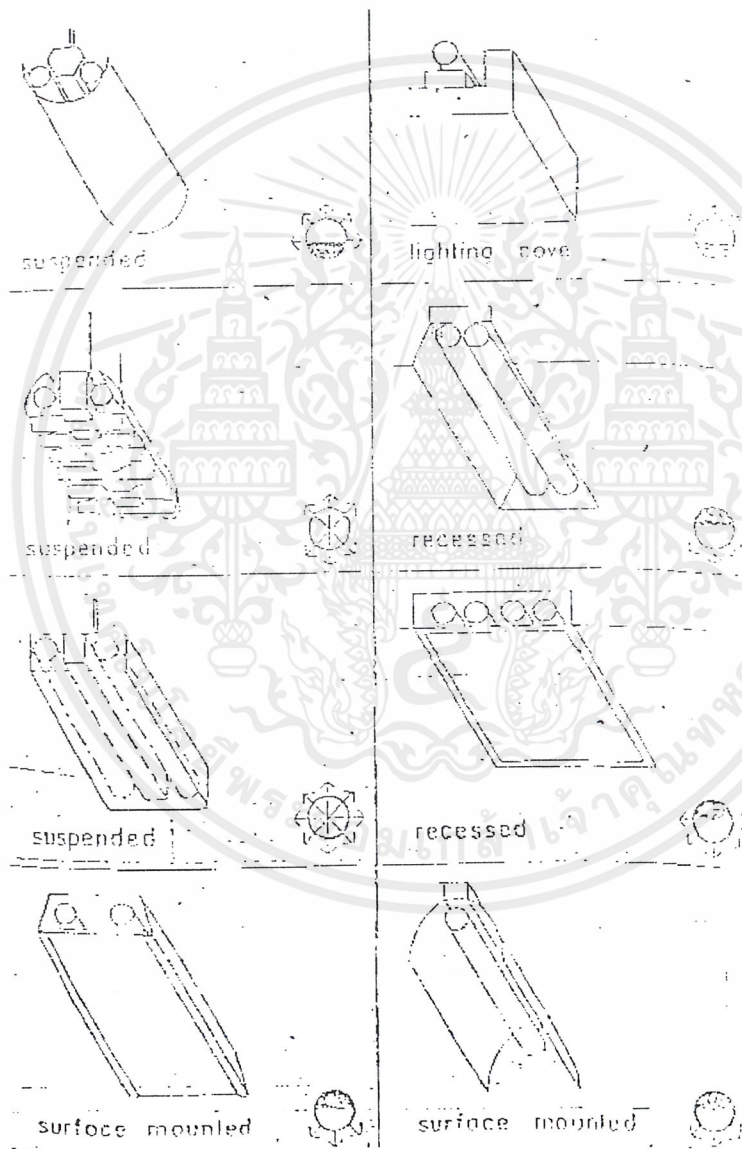 suspended
lighting cove
suspended
recessed
suspended
recessed
surface mounted
surface mounted